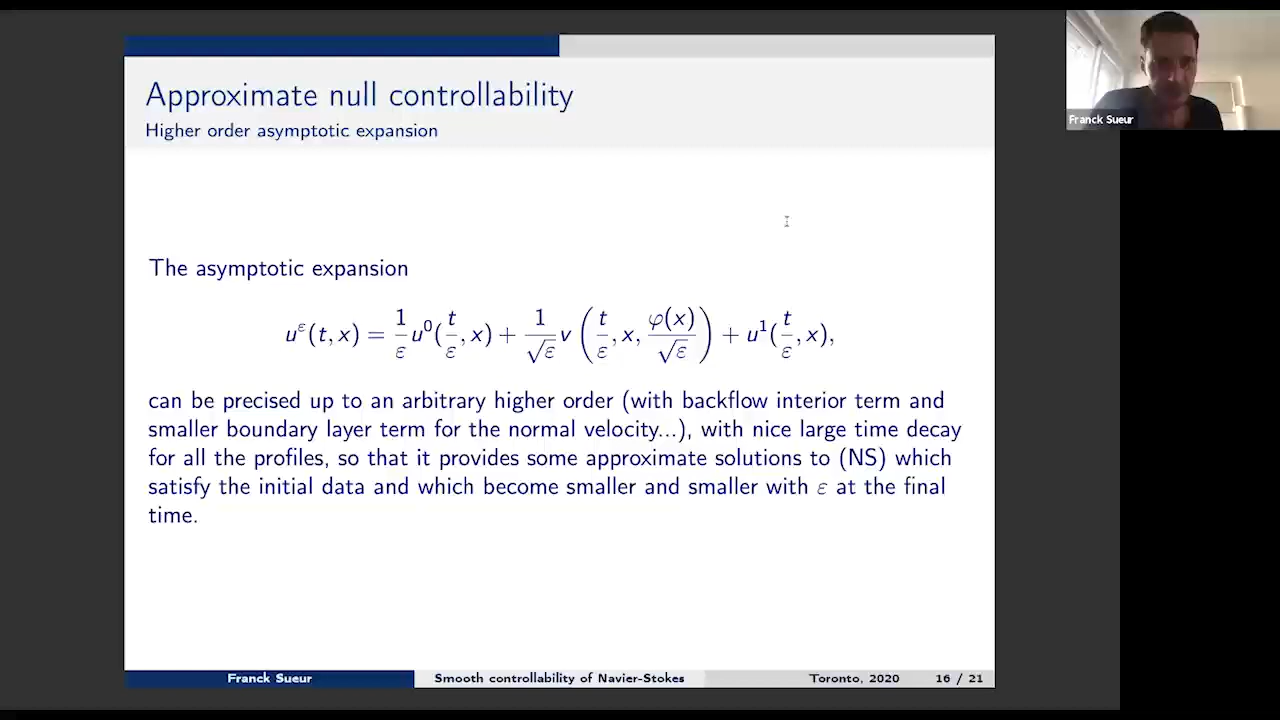 Approximate null controllability
Higher order asymptotic expansion
Franck Sueur
The asymptotic expansion
u^ε(t, x) = 1/ε u^0(t/ε, x) + 1/√ε v(t/ε, x, φ(x)/√ε) + u^1(t/ε, x),
can be precised up to an arbitrary higher order (with backflow interior term and
smaller boundary layer term for the normal velocity...), with nice large time decay
for all the profiles, so that it provides some approximate solutions to (NS) which
satisfy the initial data and which become smaller and smaller with ε at the final
time.
Franck Sueur Smooth controllability of Navier-Stokes Toronto, 2020 16 / 21